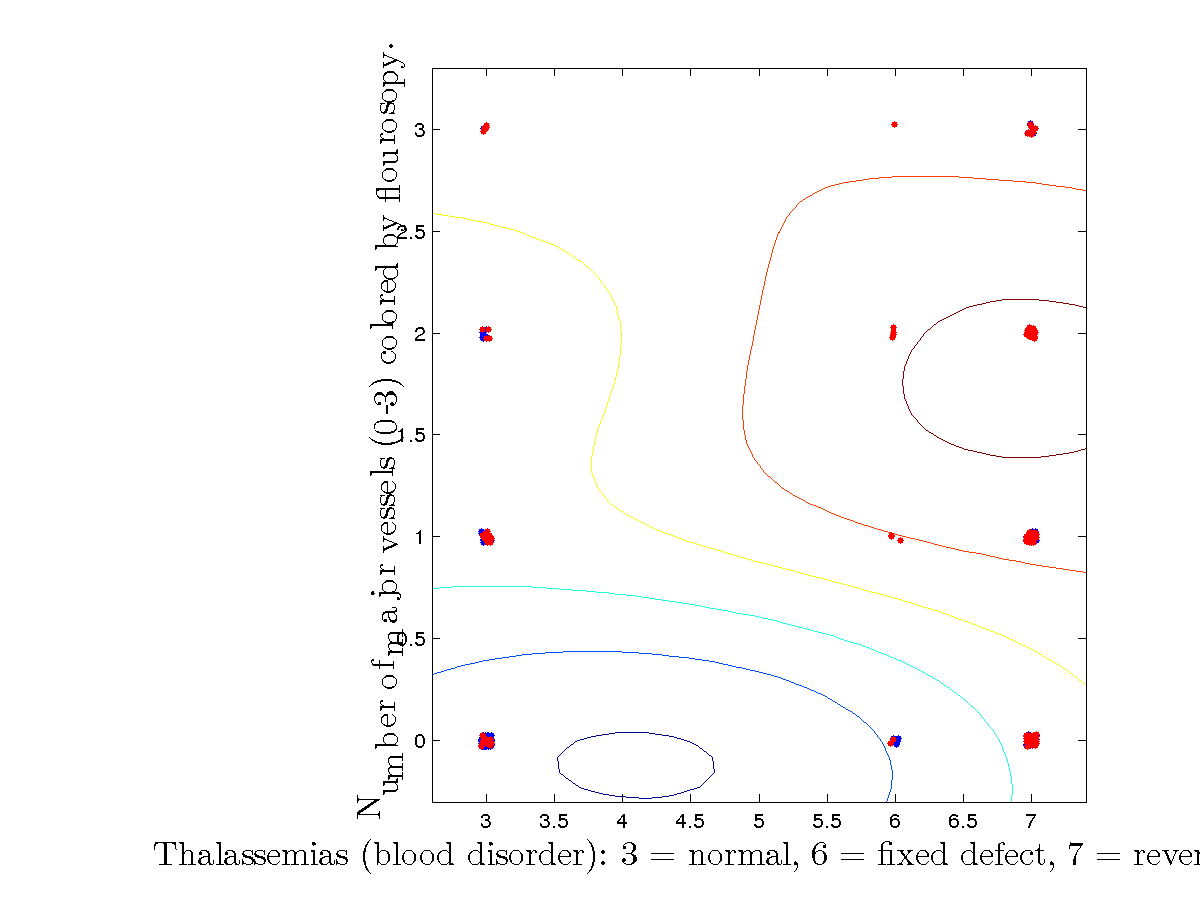 Number of major vessels (0-3) colored by flourosopy.
3
2.5
2
1.5
1
0.5
0
3 3.5 4 4.5 5 5.5 6 6.5 7
Thalassemias (blood disorder): 3 = normal, 6 = fixed defect, 7 = rever